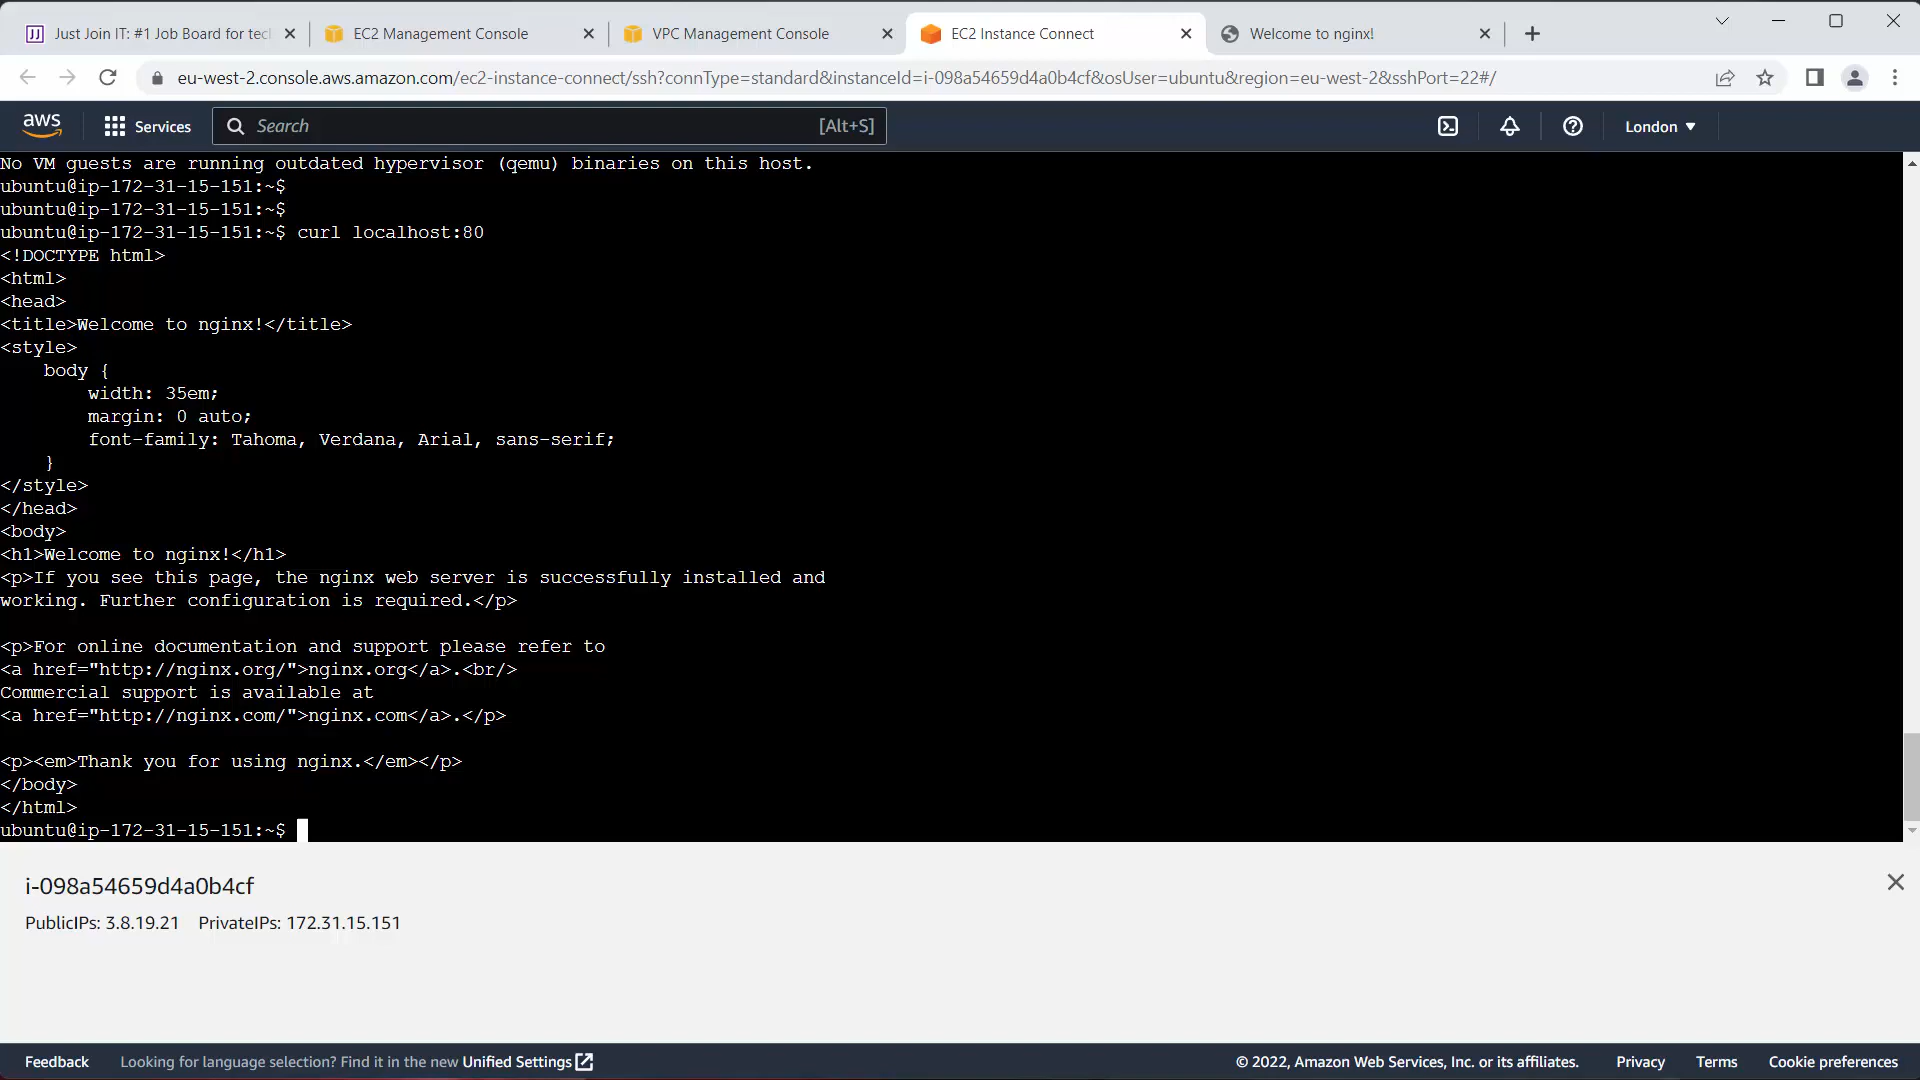 Just Join IT: #1 Job Board for tec
EC2 Management Console
VPC Management Console
EC2 Instance Connect
Welcome to nginx!
eu-west-2.console.aws.amazon.com/ec2-instance-connect/ssh?connType=standard&instanceId=i-098a54659d4a0b4cf&osUser=ubuntu&region=eu-west-2&sshPort=22#/
aws
Services
Search
[Alt+S]
London
No VM guests are running outdated hypervisor (qemu) binaries on this host.
ubuntu@ip-172-31-15-151:~$
ubuntu@ip-172-31-15-151:~$
ubuntu@ip-172-31-15-151:~$ curl localhost:80
<!DOCTYPE html>
<html>
<head>
<title>Welcome to nginx!</title>
<style>
    body {
        width: 35em;
        margin: 0 auto;
        font-family: Tahoma, Verdana, Arial, sans-serif;
    }
</style>
</head>
<body>
<h1>Welcome to nginx!</h1>
<p>If you see this page, the nginx web server is successfully installed and
working. Further configuration is required.</p>
<p>For online documentation and support please refer to
<a href="http://nginx.org/">nginx.org</a>.<br/>
Commercial support is available at
<a href="http://nginx.com/">nginx.com</a>.</p>
<p><em>Thank you for using nginx.</em></p>
</body>
</html>
ubuntu@ip-172-31-15-151:~$
i-098a54659d4a0b4cf
PublicIPs: 3.8.19.21 PrivateIPs: 172.31.15.151
Feedback
Looking for language selection? Find it in the new Unified Settings
© 2022, Amazon Web Services, Inc. or its affiliates.
Privacy
Terms
Cookie preferences